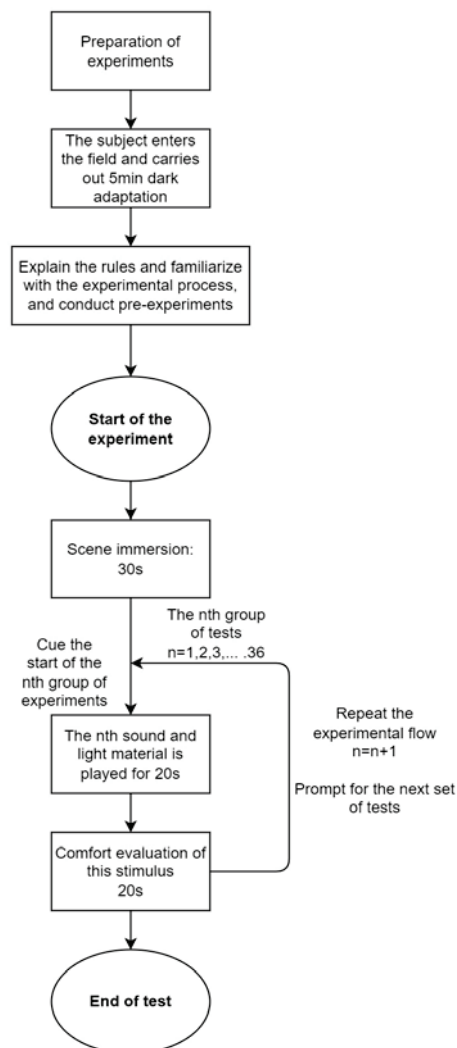 Preparation of
experiments
The subject enters
the field and carries
out 5min dark
adaptation
Explain the rules and familiarize
with the experimental process,
and conduct pre-experiments
Start of the
experiment
Scene immersion:
30s
The nth group
of tests
n=1,2,3,... .36
Cue the
start of the
nth group of
experiments
Repeat the
experimental flow
n=n+1
Prompt for the next set
of tests
The nth sound and
light material is
played for 20s
Comfort evaluation of
this stimulus
20s
End of test